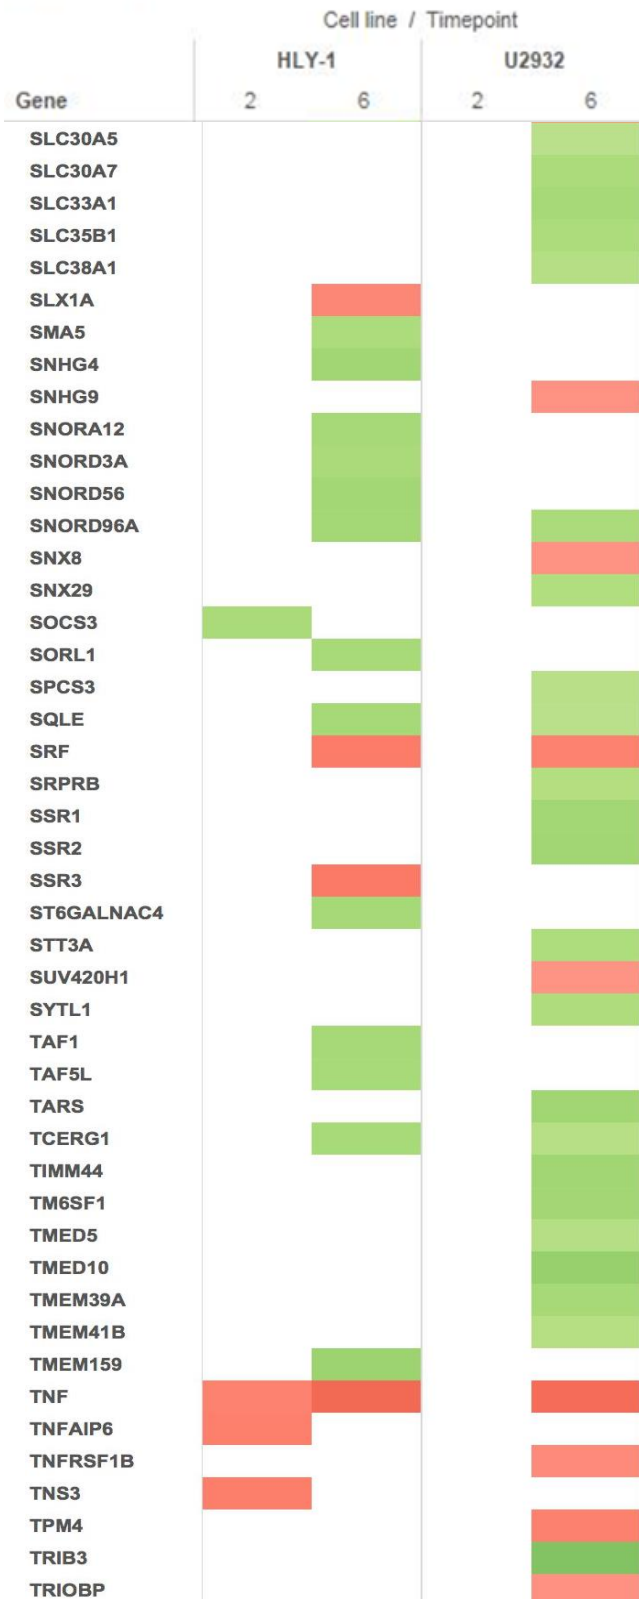 Cell line / Timepoint
HLY-1 U2932
Gene 2 6 2 6
SLC30A5
SLC30A7
SLC33A1
SLC35B1
SLC38A1
SLX1A
SMA5
SNHG4
SNHG9
SNORA12
SNORD3A
SNORD56
SNORD96A
SNX8
SNX29
SOCS3
SORL1
SPCS3
SQLE
SRF
SRPRB
SSR1
SSR2
SSR3
ST6GALNAC4
STT3A
SUV420H1
SYTL1
TAF1
TAF5L
TARS
TCERG1
TIMM44
TM6SF1
TMED5
TMED10
TMEM39A
TMEM41B
TMEM159
TNF
TNFAIP6
TNFRSF1B
TNS3
TPM4
TRIB3
TRIOBP